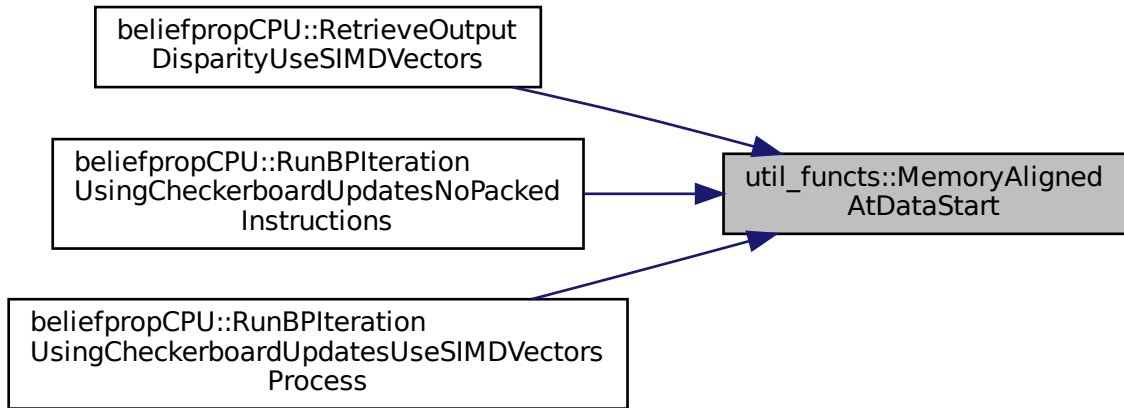 beliefpropCPU::RetrieveOutput
DisparityUseSIMDVectors
beliefpropCPU::RunBPIteration
UsingCheckerboardUpdatesNoPacked
Instructions
beliefpropCPU::RunBPIteration
UsingCheckerboardUpdatesUseSIMDVectors
Process
util_functs::MemoryAligned
AtDataStart